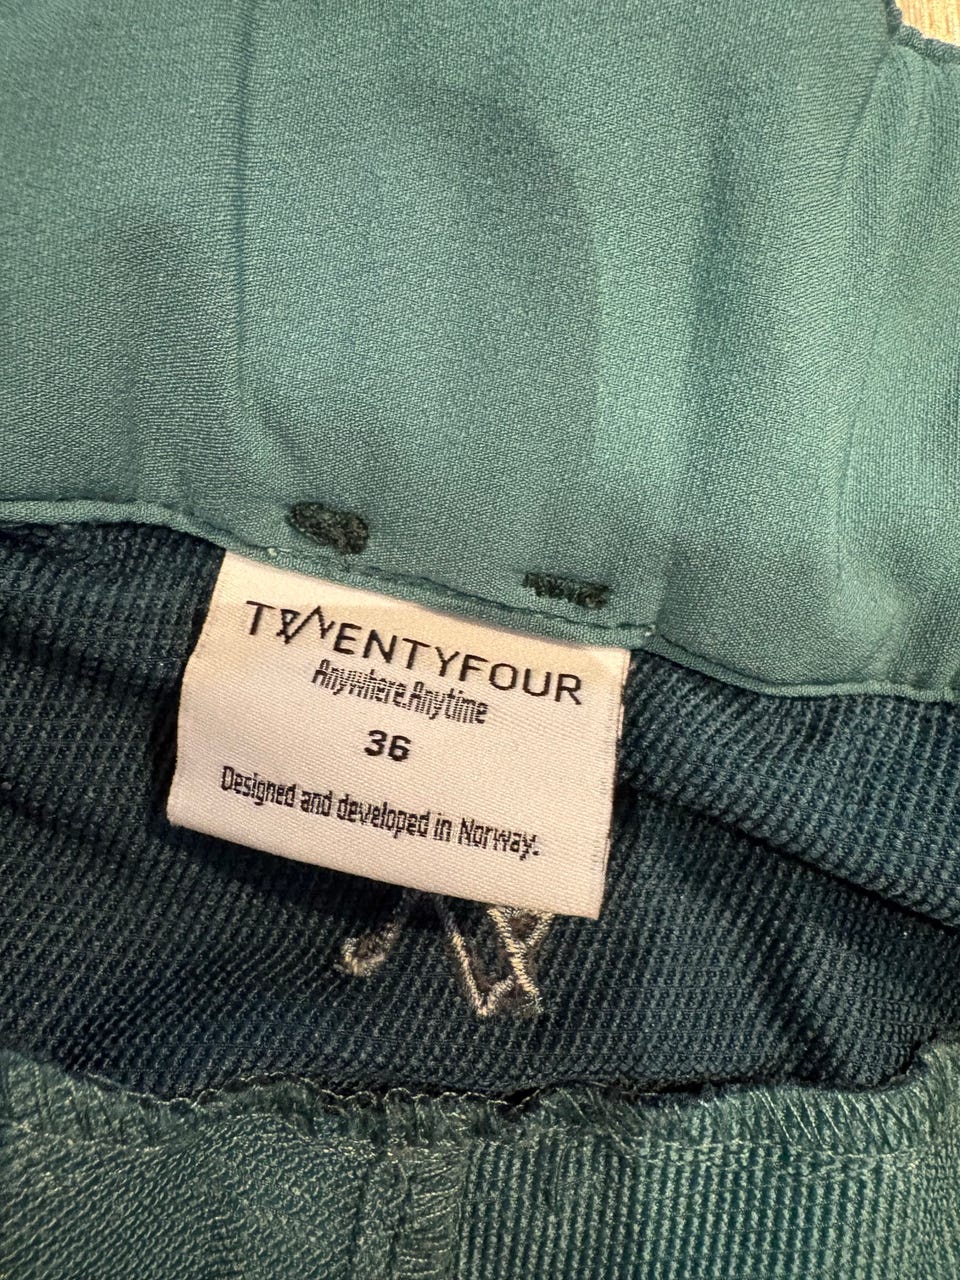 TWENTYFOUR
Anywhere.Anytime
36
Designed and developed in Norway.